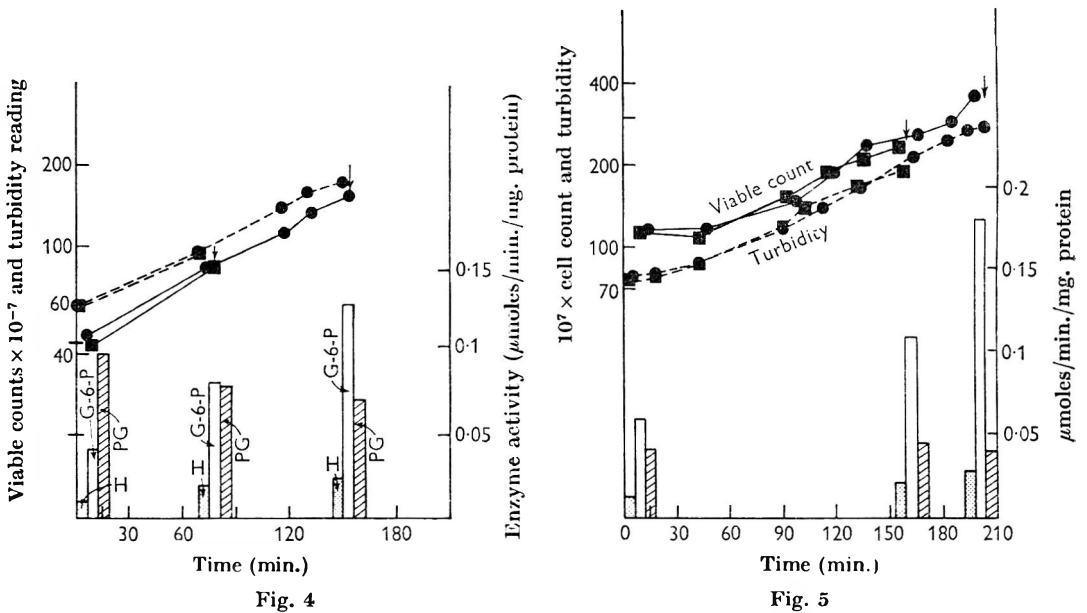 Viable counts × 10⁻⁷ and turbidity reading
200
100
60
40
G-6-P
PG
H
H
G-6-P
PG
H
G-6-P
PG
0·15
0·1
0·05
Enzyme activity (μmoles/min./mg. protein)
30
60
90
120
180
Time (min.)
Fig. 4
10⁷ × cell count and turbidity
400
300
200
100
70
Viable count
Turbidity
0·2
0·15
0·1
0·05
μmoles/min./mg. protein
0
30
60
90
120
150
180
210
Time (min.)
Fig. 5